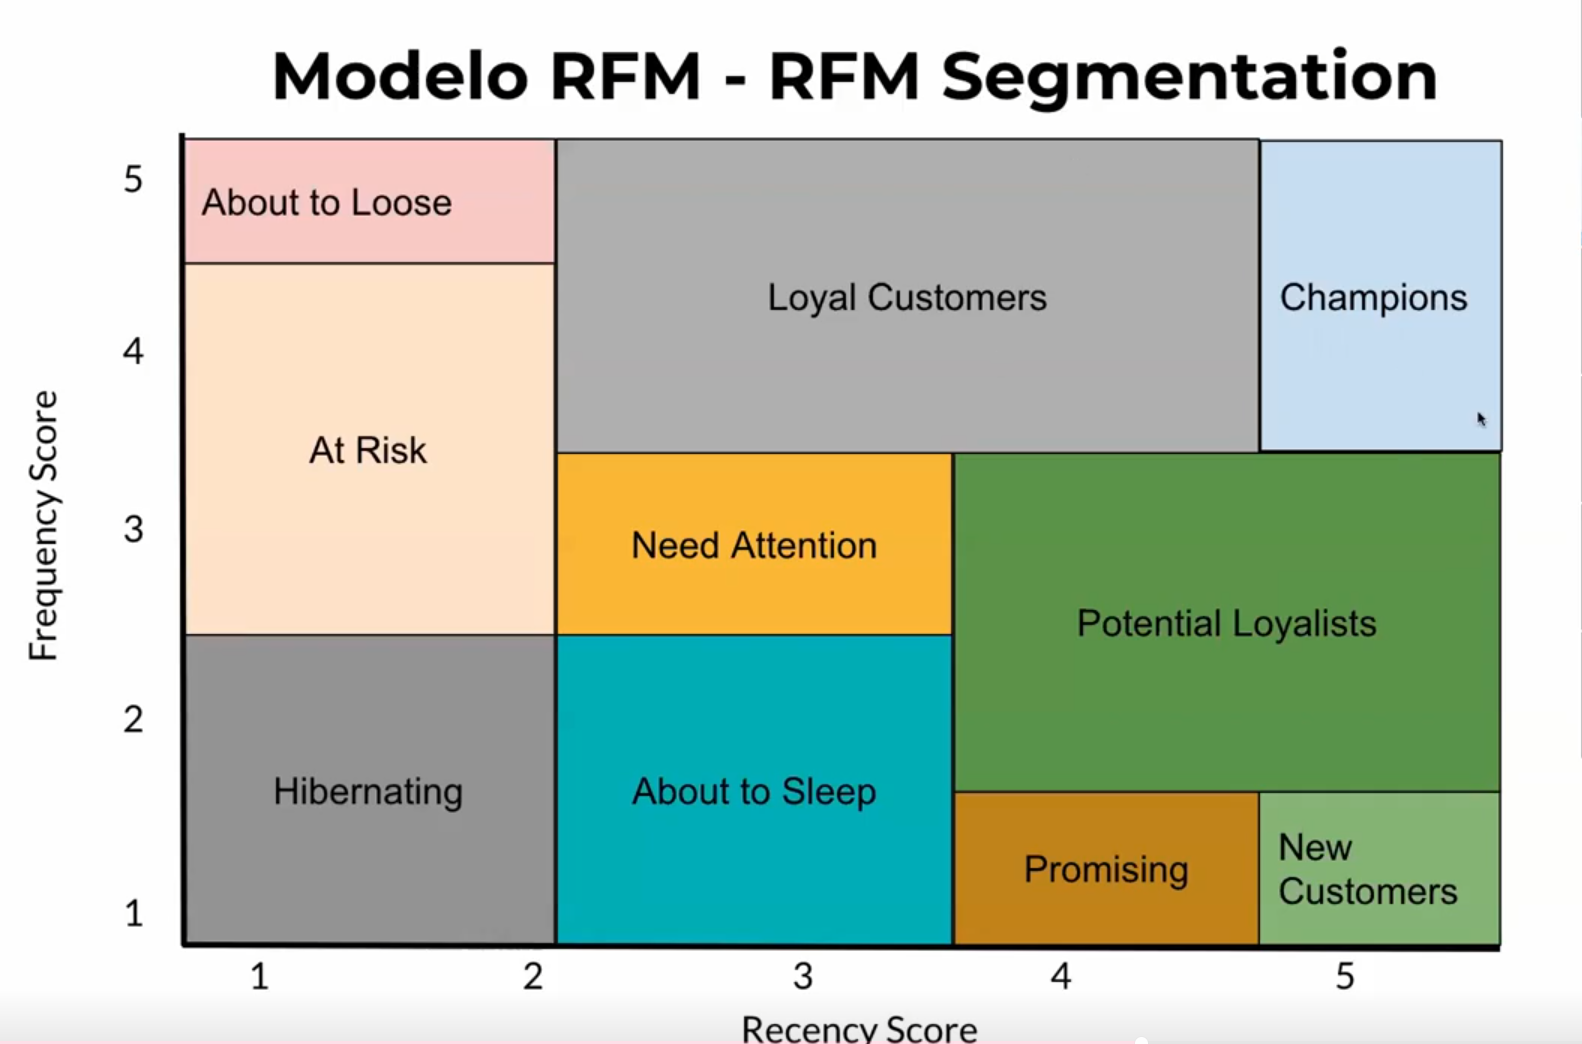 Modelo RFM - RFM Segmentation
5
About to Loose
Loyal Customers
Champions
4
At Risk
3
Need Attention
Potential Loyalists
Frequency Score
2
Hibernating
About to Sleep
Promising
New
Customers
1
1 2 3 4 5
Recency Score